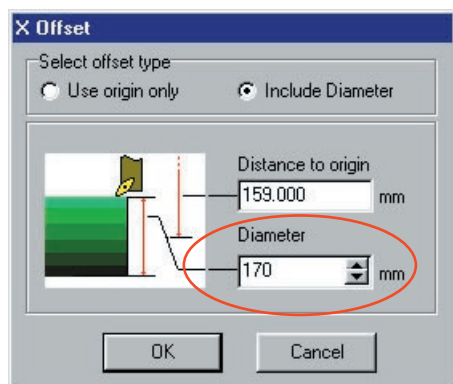 X Offset
Select offset type
Use origin only
Include Diameter
Distance to origin
159.000 mm
Diameter
170 mm
OK
Cancel